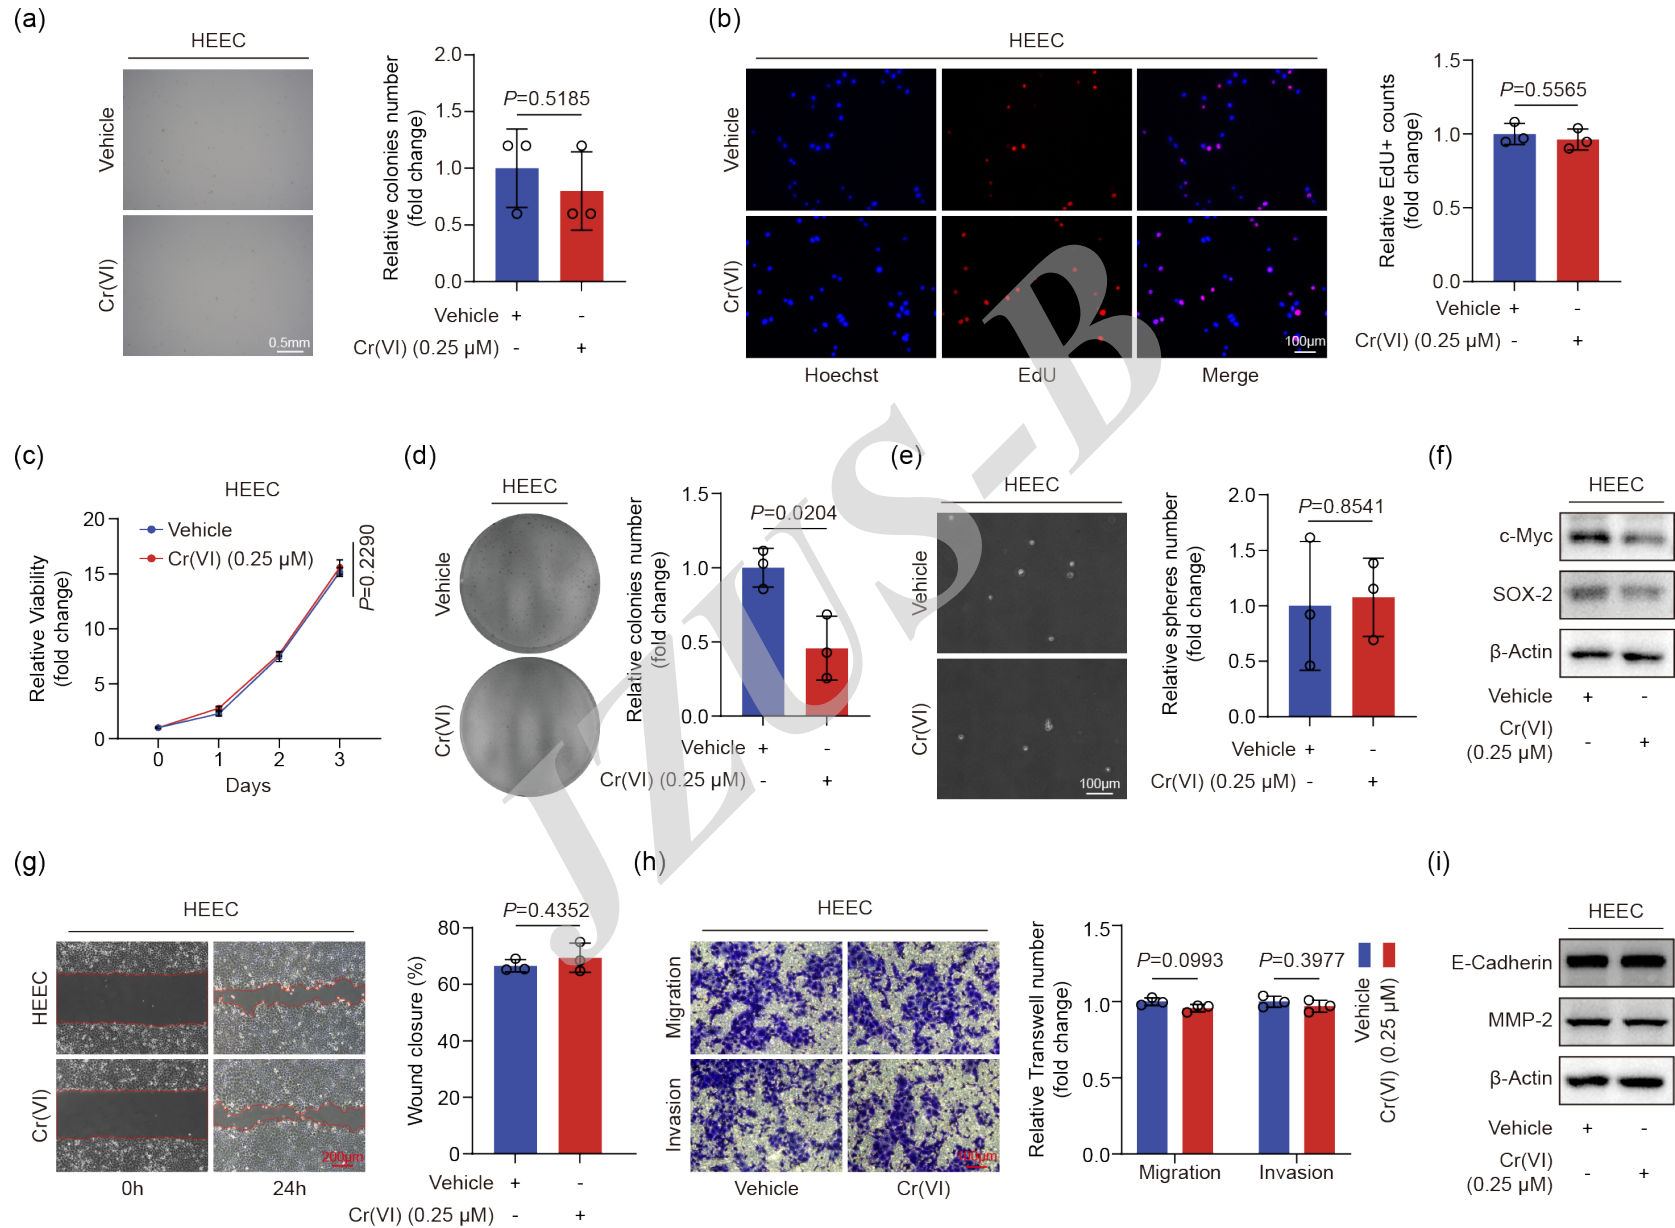 (a)
HEEC
Vehicle
Cr(VI)
0.5mm
Relative colonies number
(fold change)
2.0
1.5
1.0
0.5
0.0
P=0.5185
Vehicle + -
Cr(VI) (0.25 μM) - +
(b)
HEEC
Vehicle
Cr(VI)
100μm
Hoechst
EdU
Merge
Relative EdU+ counts
(fold change)
1.5
1.0
0.5
0.0
P=0.5565
Vehicle + -
Cr(VI) (0.25 μM) - +
(c)
HEEC
Relative Viability
(fold change)
20
15
10
5
0
Vehicle
Cr(VI) (0.25 μM)
P=0.2290
0 1 2 3
Days
(d)
HEEC
Vehicle
Cr(VI)
Relative colonies number
(fold change)
1.5
1.0
0.5
0.0
P=0.0204
Vehicle + -
Cr(VI) (0.25 μM) - +
(e)
HEEC
Vehicle
Cr(VI)
100μm
Relative spheres number
(fold change)
2.0
1.5
1.0
0.5
0.0
P=0.8541
Vehicle + -
Cr(VI) (0.25 μM) - +
(f)
HEEC
c-Myc
SOX-2
β-Actin
Vehicle + -
Cr(VI)
(0.25 μM) - +
(g)
HEEC
HEEC
Cr(VI)
200μm
0h
24h
Wound closure (%)
80
60
40
20
0
P=0.4352
Vehicle + -
Cr(VI) (0.25 μM) - +
(h)
HEEC
Migration
Invasion
100μm
Vehicle
Cr(VI)
Relative Transwell number
(fold change)
1.5
1.0
0.5
0.0
P=0.0993
P=0.3977
Migration
Invasion
Vehicle
Cr(VI) (0.25 μM)
(i)
HEEC
E-Cadherin
MMP-2
β-Actin
Vehicle + -
Cr(VI)
(0.25 μM) - +
JZUS-B